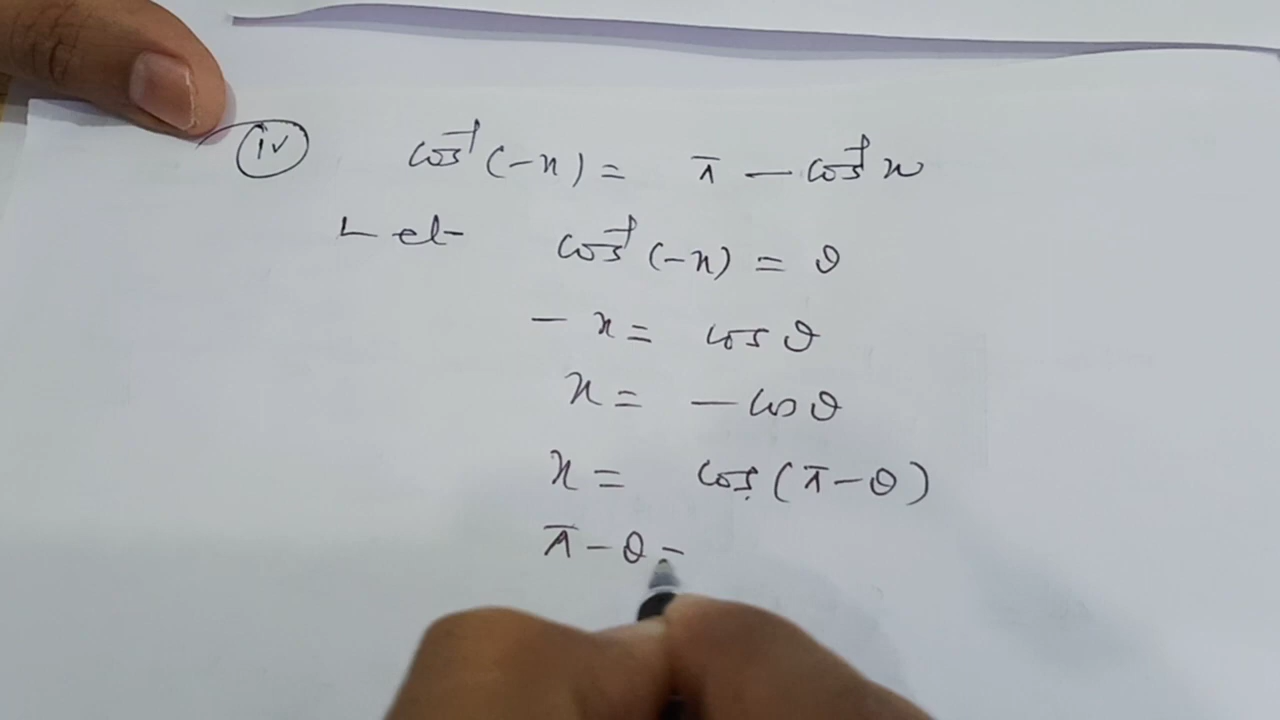 (iv) cos⁻¹(-x) = π - cos⁻¹x
Let cos⁻¹(-x) = θ
- x = cos θ
x = - cos θ
x = cos(π - θ)
π - θ =